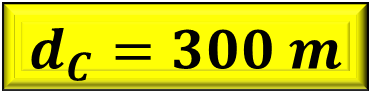 d_C = 300 m